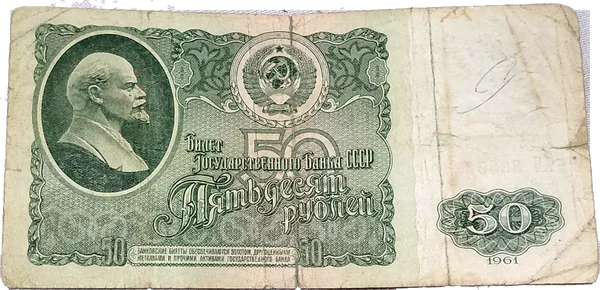 50
Билет
Государственного Банка СССР
Пятьдесят
рублей
50
БАНКОВСКИЕ БИЛЕТЫ ОБЕСПЕЧИВАЮТСЯ ЗОЛОТОМ, ДРАГОЦЕННЫМИ
МЕТАЛЛАМИ И ПРОЧИМИ АКТИВАМИ ГОСУДАРСТВЕННОГО БАНКА
50
50
1961